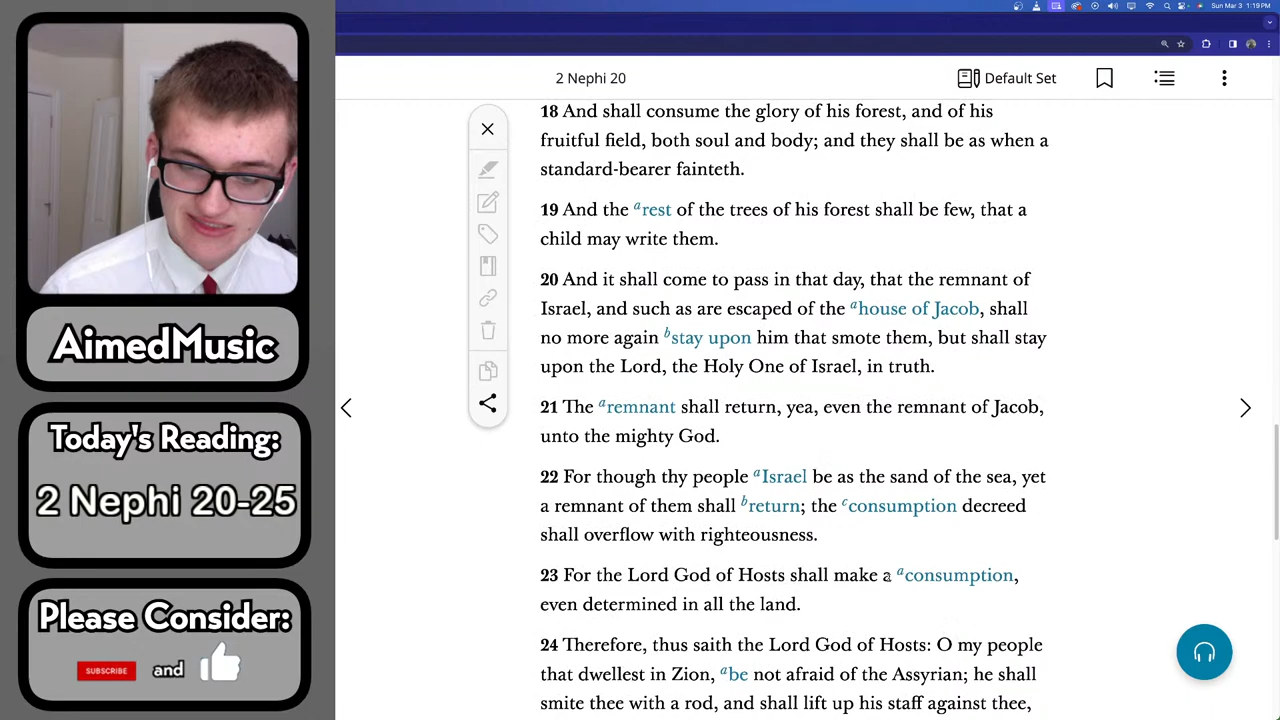 Sun Mar 3 1:19 PM
2 Nephi 20
Default Set
18 And shall consume the glory of his forest, and of his
fruitful field, both soul and body; and they shall be as when a
standard-bearer fainteth.
19 And the a rest of the trees of his forest shall be few, that a
child may write them.
20 And it shall come to pass in that day, that the remnant of
Israel, and such as are escaped of the a house of Jacob, shall
no more again b stay upon him that smote them, but shall stay
upon the Lord, the Holy One of Israel, in truth.
21 The a remnant shall return, yea, even the remnant of Jacob,
unto the mighty God.
22 For though thy people a Israel be as the sand of the sea, yet
a remnant of them shall b return; the c consumption decreed
shall overflow with righteousness.
23 For the Lord God of Hosts shall make a a consumption,
even determined in all the land.
24 Therefore, thus saith the Lord God of Hosts: O my people
that dwellest in Zion, a be not afraid of the Assyrian; he shall
smite thee with a rod, and shall lift up his staff against thee,
AimedMusic
Today's Reading:
2 Nephi 20-25
Please Consider:
SUBSCRIBE and